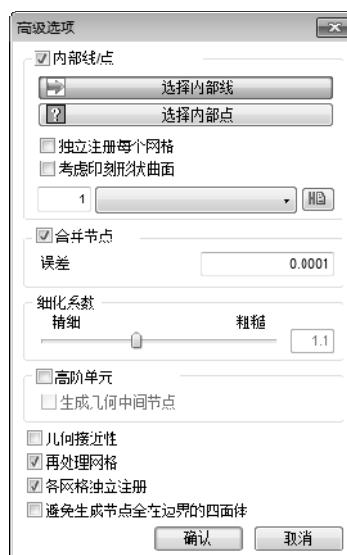 高级选项
内部线/点
选择内部线
选择内部点
独立注册每个网格
考虑印刻形状曲面
1
合并节点
误差 0.0001
细化系数
精细 粗糙
1.1
高阶单元
生成几何中间节点
几何接近性
再处理网格
各网格独立注册
避免生成节点全在边界的四面体
确认 取消